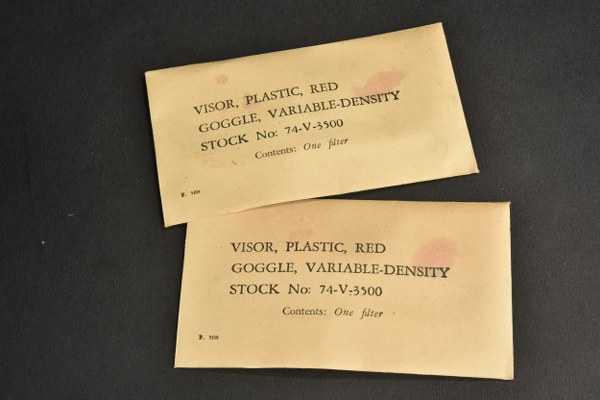 VISOR, PLASTIC, RED
GOGGLE, VARIABLE-DENSITY
STOCK No: 74-V-3500
Contents: One filter
VISOR, PLASTIC, RED
GOGGLE, VARIABLE-DENSITY
STOCK No: 74-V-3500
Contents: One filter